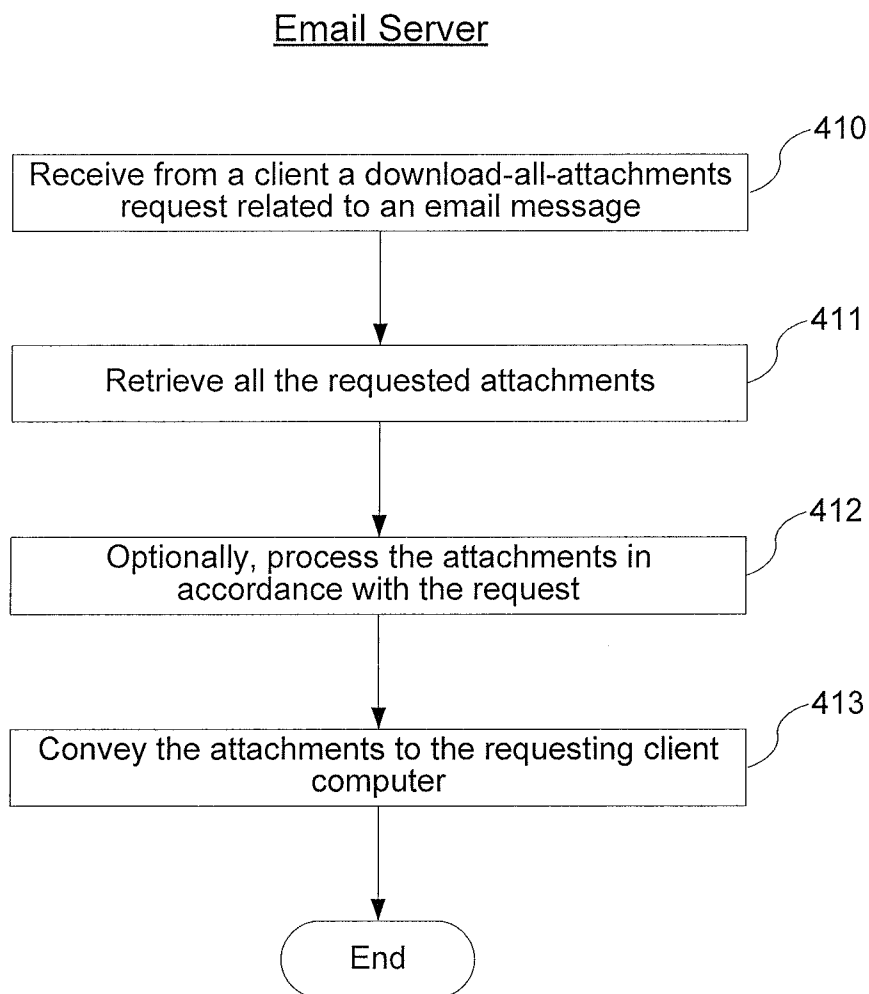 Email Server
410
Receive from a client a download-all-attachments
request related to an email message
411
Retrieve all the requested attachments
412
Optionally, process the attachments in
accordance with the request
413
Convey the attachments to the requesting client
computer
End